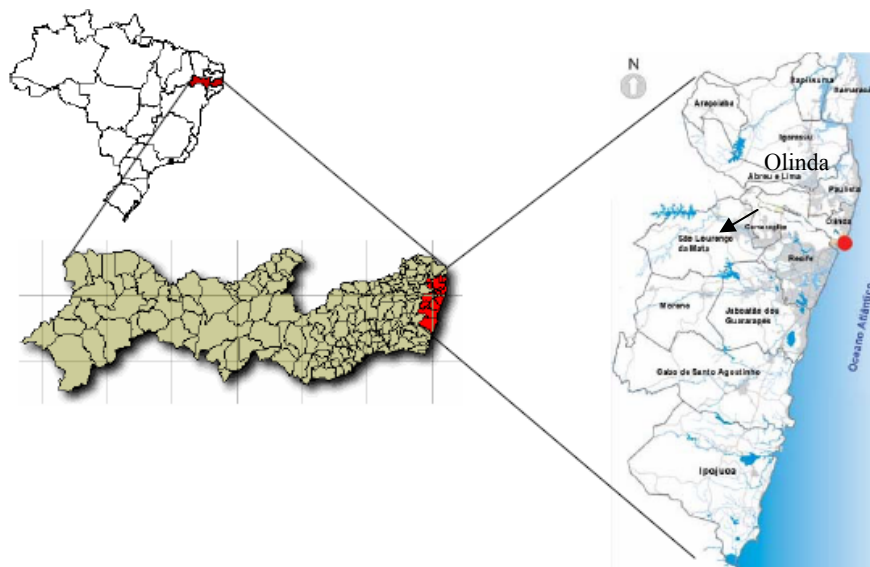 N
Itapissuma
Itamaracá
Araçoiaba
Igarassu
Olinda
Abreu e Lima
Paulista
Olinda
Camaragibe
São Lourenço
da Mata
Recife
Moreno
Jaboatão dos
Guararapes
Oceano Atlântico
Cabo de Santo Agostinho
Ipojuca